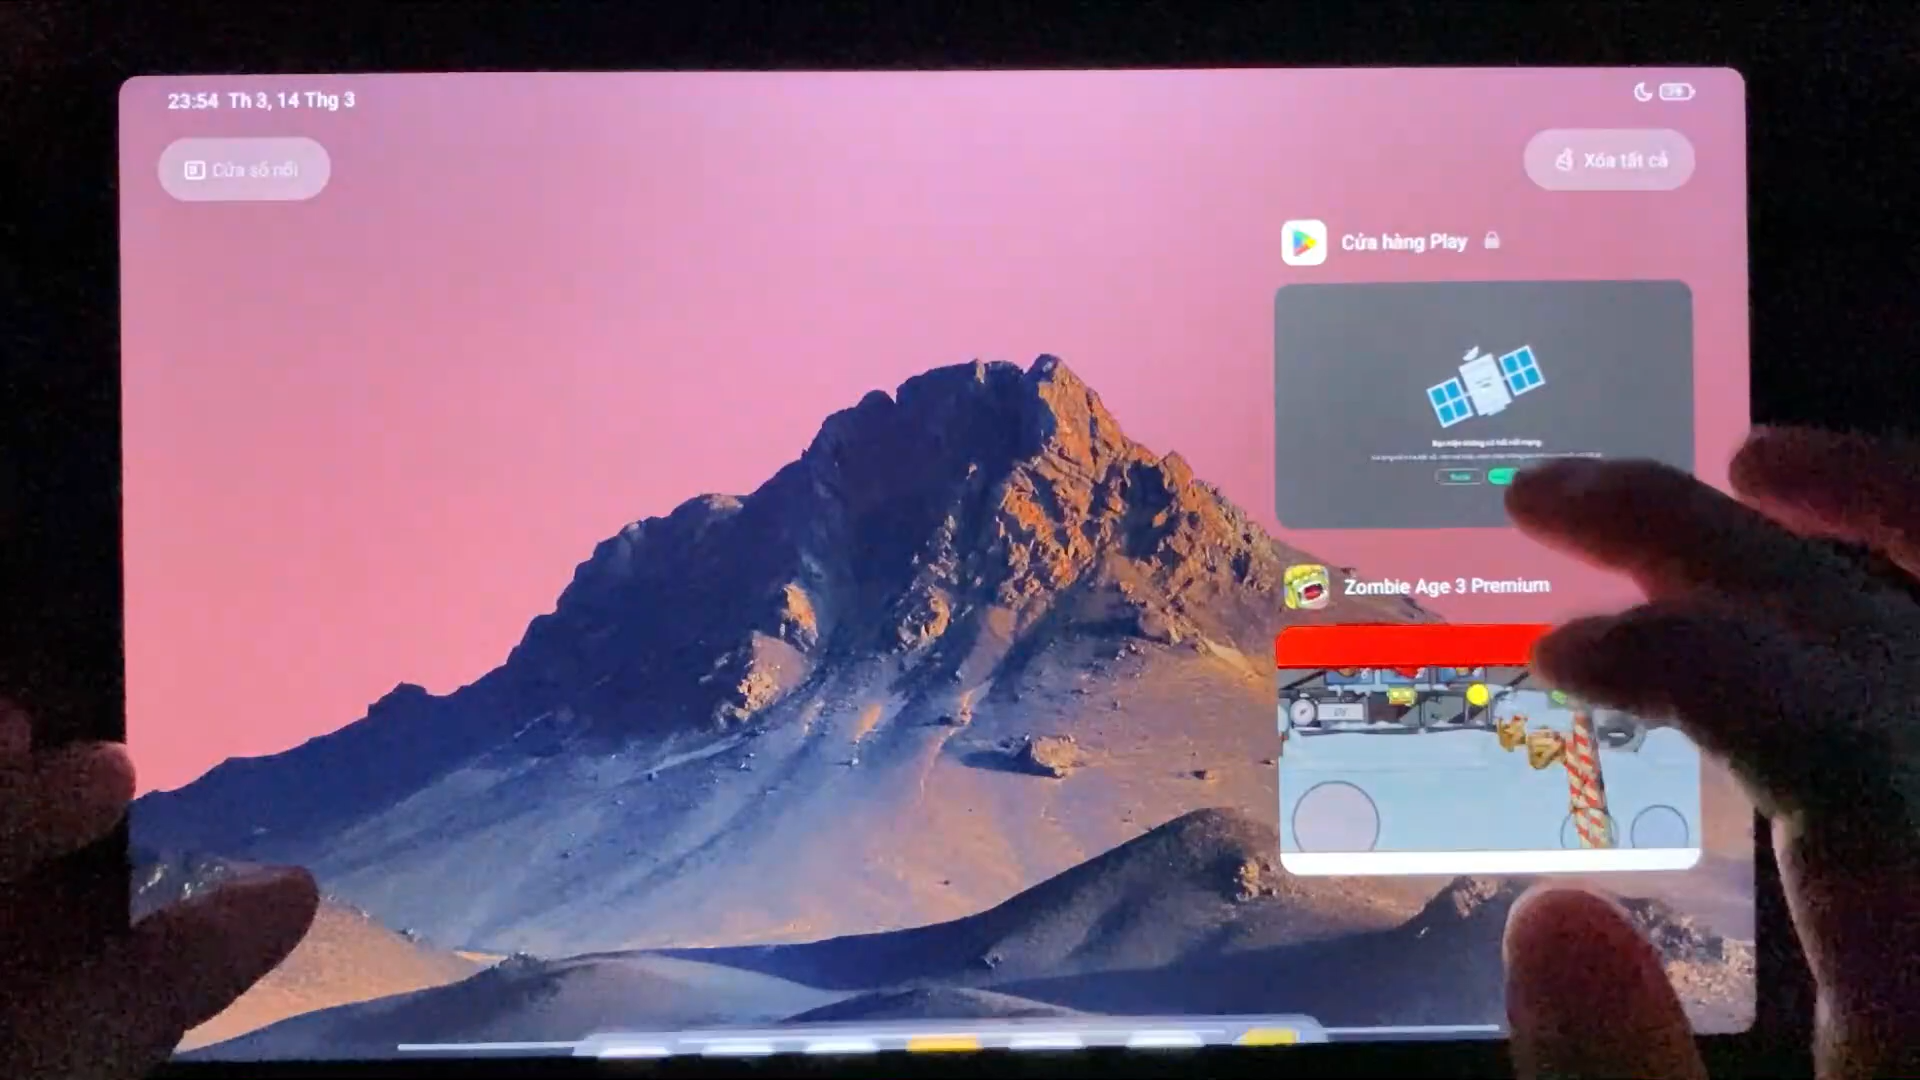 23:54 Th 3, 14 Thg 3
Cửa sổ nổi
Xóa tất cả
Cửa hàng Play
Zombie Age 3 Premium